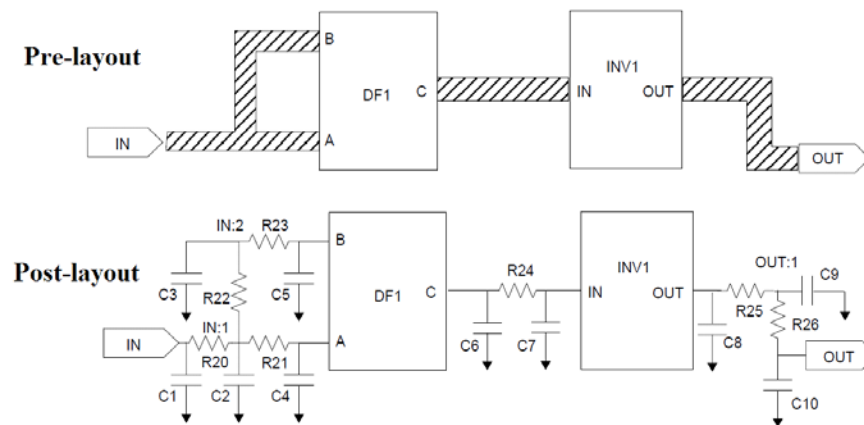 Pre-layout
B
DF1
C
A
IN
INV1
IN
OUT
OUT
Post-layout
IN:2
R23
B
C3
R22
C5
DF1
C
IN
IN:1
R20
R21
A
C1
C2
C4
R24
C6
C7
INV1
IN
OUT
OUT:1
C9
R25
R26
C8
OUT
C10